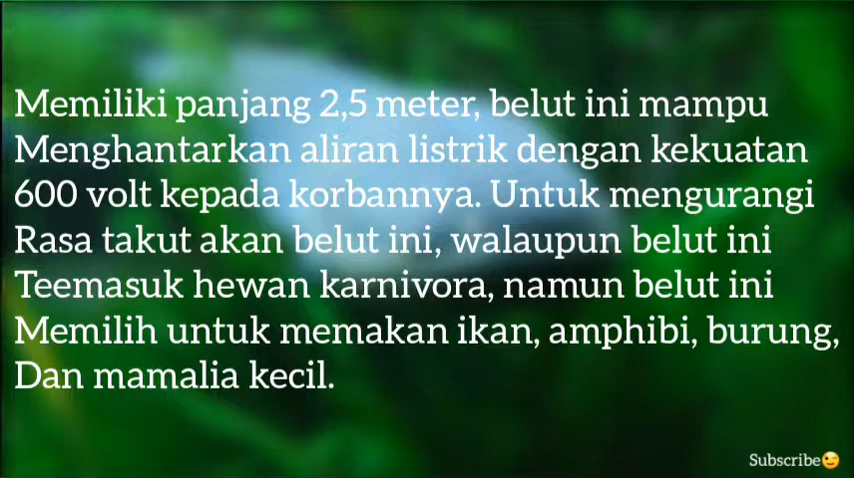 Memiliki panjang 2,5 meter, belut ini mampu
Menghantarkan aliran listrik dengan kekuatan
600 volt kepada korbannya. Untuk mengurangi
Rasa takut akan belut ini, walaupun belut ini
Teemasuk hewan karnivora, namun belut ini
Memilih untuk memakan ikan, amphibi, burung,
Dan mamalia kecil.
Subscribe😉